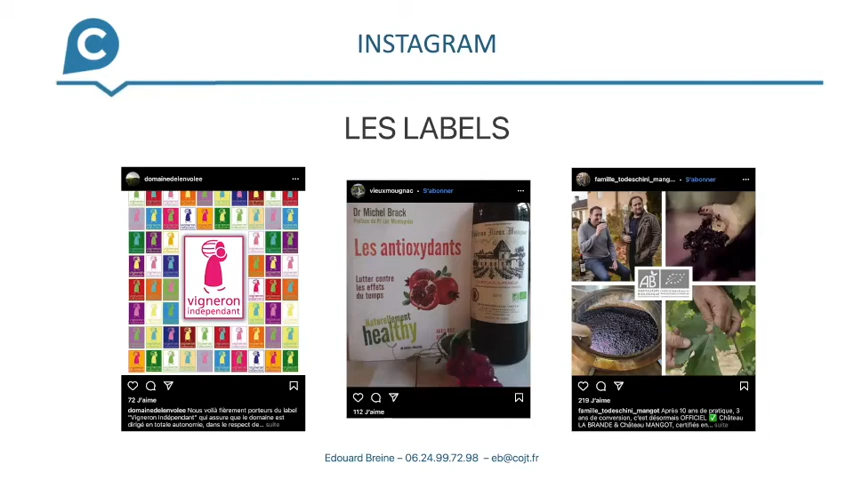 INSTAGRAM
LES LABELS
domainedelenvolee
vigneron
indépendant
72 J'aime
domainedelenvolee Nous voilà fièrement porteurs du label
"Vigneron Indépendant" qui assure que le domaine est
dirigé en totale autonomie, dans le respect de... suite
vieuxmougnac • S'abonner
Dr Michel Brack
Les antioxydants
Lutter contre
les effets
du temps
Naturellement
healthy
112 J'aime
famille_todeschini_mang... • S'abonner
AB
219 J'aime
famille_todeschini_mangot Après 10 ans de pratique, 3
ans de conversion, c'est désormais OFFICIEL ✅ Château
LA BRANDE & Château MANGOT, certifiés en... suite
Edouard Breine – 06.24.99.72.98 – eb@cojt.fr